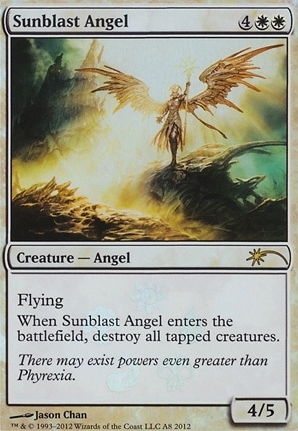 Sunblast Angel 4
Creature — Angel
Flying
When Sunblast Angel enters the
battlefield, destroy all tapped creatures.
There may exist powers even greater than
Phyrexia.
Jason Chan
™ & © 1993–2012 Wizards of the Coast LLC A8 2012
4/5